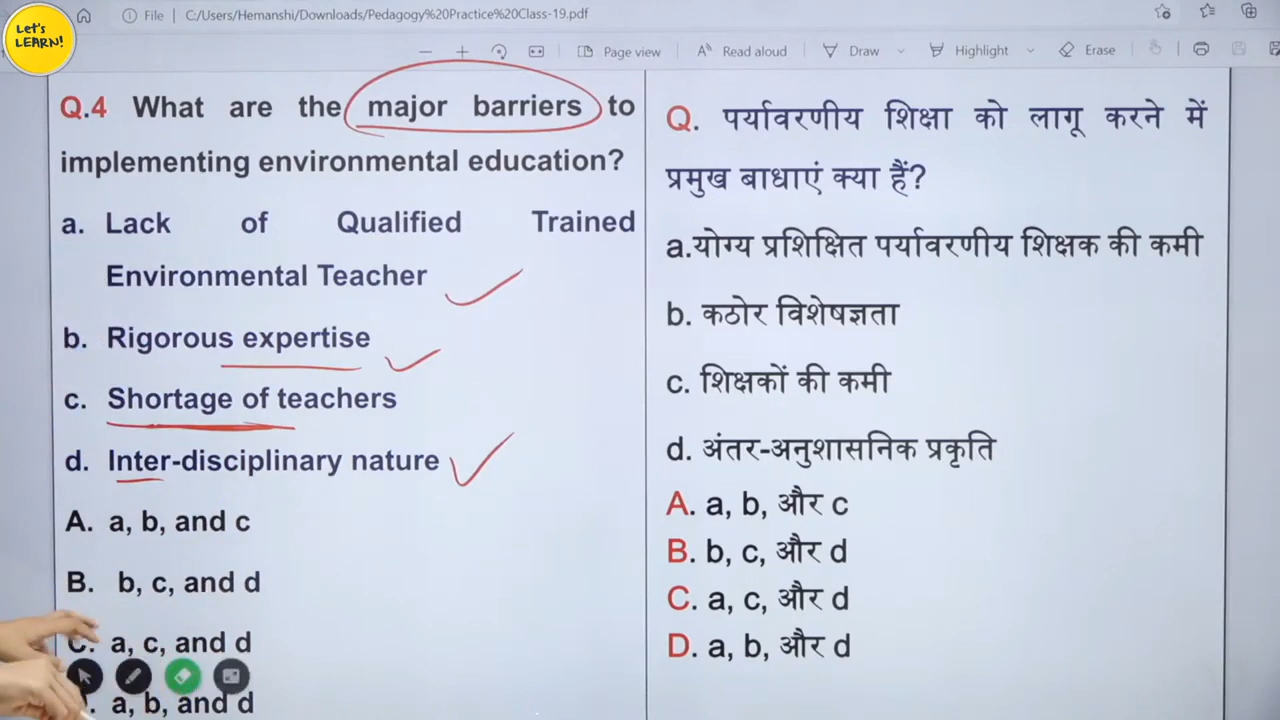 Let's
LEARN!
File | C:/Users/Hemanshi/Downloads/Pedagogy%20Practice%20Class-19.pdf
Page view Read aloud Draw Highlight Erase
Q.4 What are the major barriers to
implementing environmental education?
a. Lack of Qualified Trained
Environmental Teacher
b. Rigorous expertise
c. Shortage of teachers
d. Inter-disciplinary nature
A. a, b, and c
B. b, c, and d
C. a, c, and d
. a, b, and d
Q. पर्यावरणीय शिक्षा को लागू करने में
प्रमुख बाधाएं क्या हैं?
a.योग्य प्रशिक्षित पर्यावरणीय शिक्षक की कमी
b. कठोर विशेषज्ञता
c. शिक्षकों की कमी
d. अंतर-अनुशासनिक प्रकृति
A. a, b, और c
B. b, c, और d
C. a, c, और d
D. a, b, और d